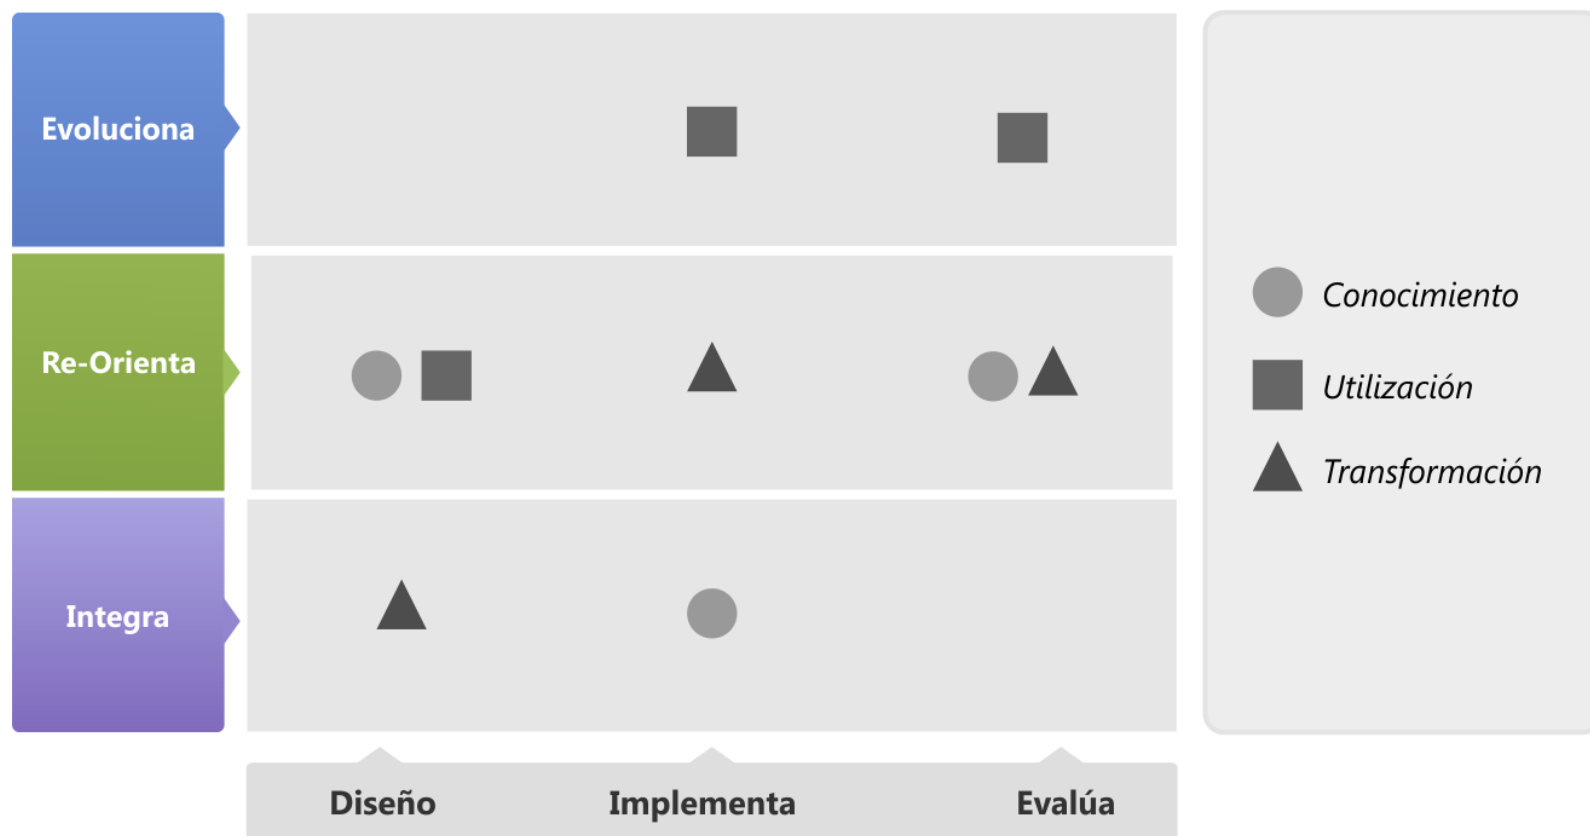 Evoluciona
Re-Orienta
Integra
Conocimiento
Utilización
Transformación
Diseño
Implementa
Evalúa